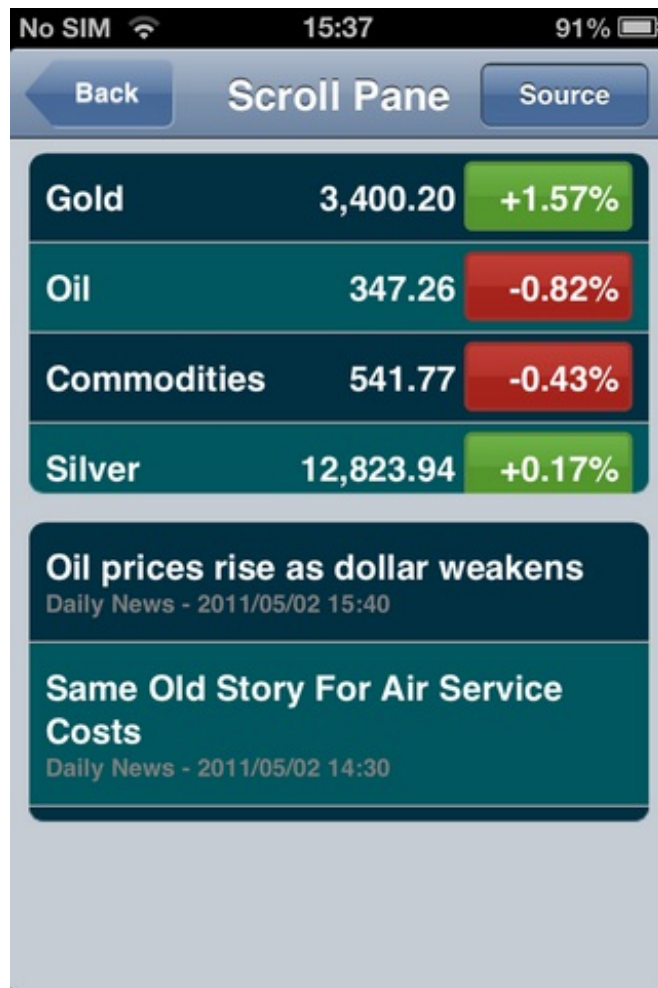 No SIM 15:37 91%
Back Scroll Pane Source
Gold 3,400.20 +1.57%
Oil 347.26 -0.82%
Commodities 541.77 -0.43%
Silver 12,823.94 +0.17%
Oil prices rise as dollar weakens
Daily News - 2011/05/02 15:40
Same Old Story For Air Service
Costs
Daily News - 2011/05/02 14:30